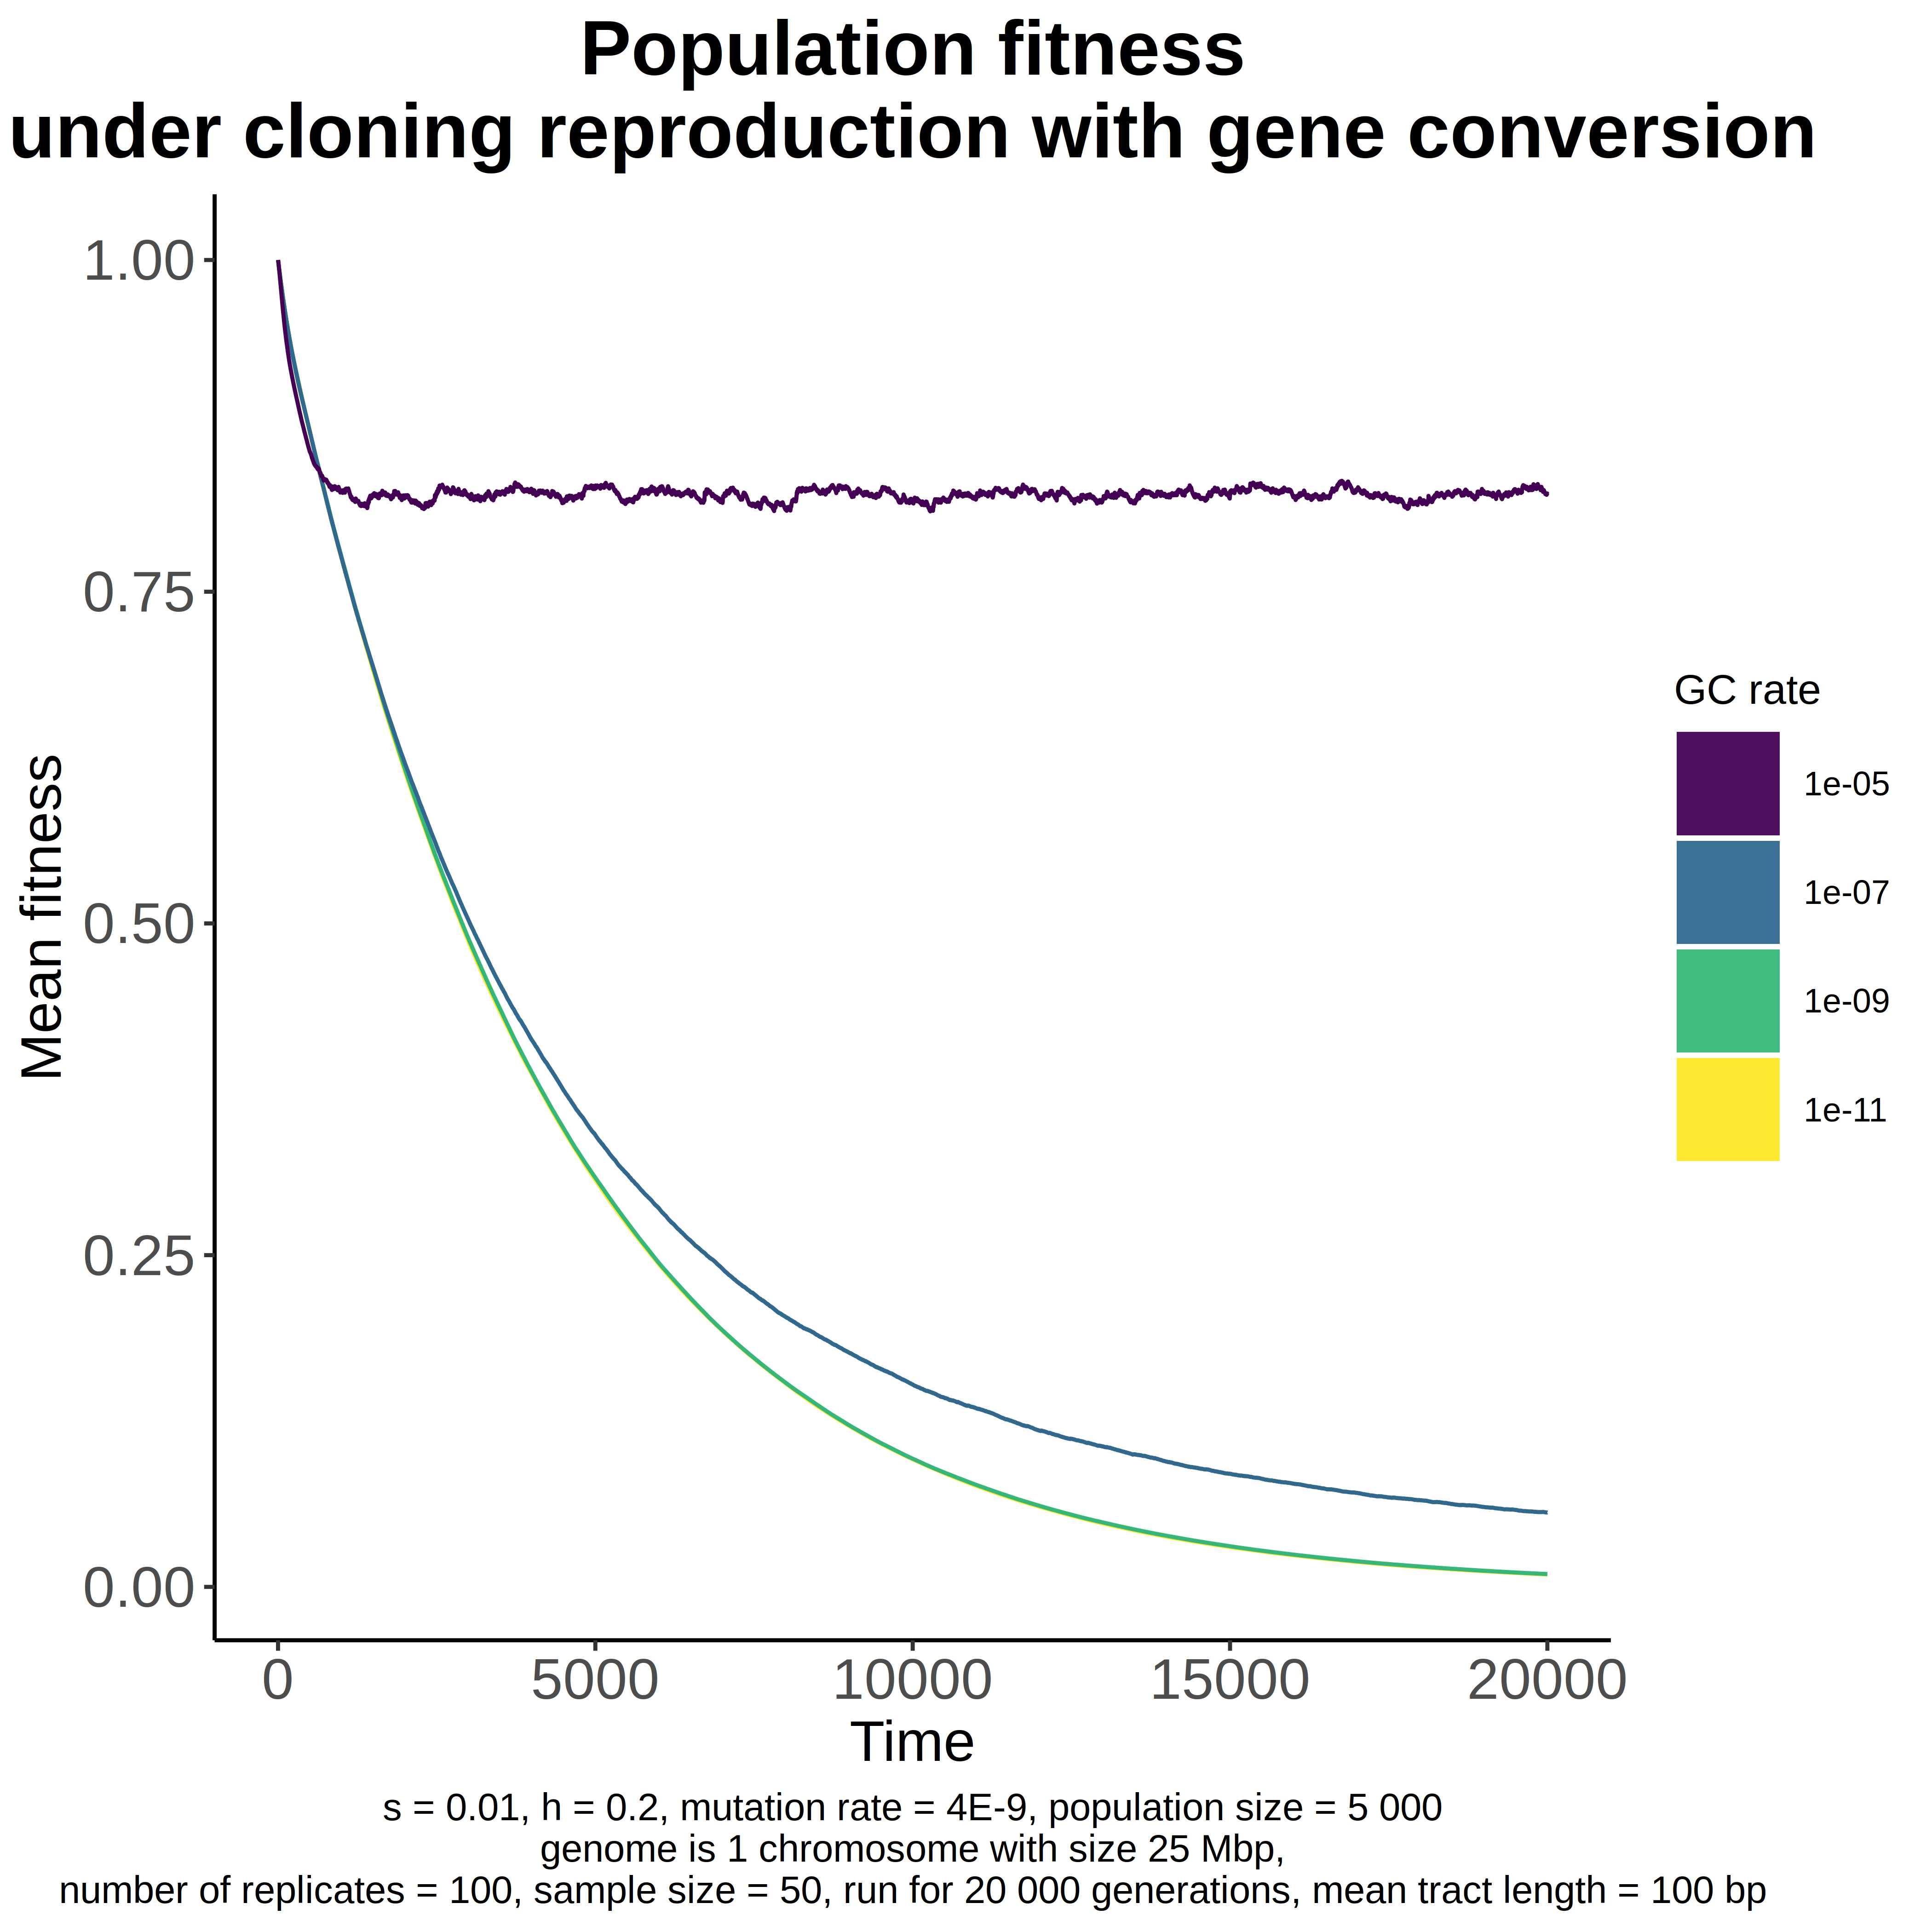 Population fitness
under cloning reproduction with gene conversion
Mean fitness
1.00
0.75
0.50
0.25
0.00
0
5000
10000
15000
20000
Time
GC rate
1e-05
1e-07
1e-09
1e-11
s = 0.01, h = 0.2, mutation rate = 4E-9, population size = 5 000
genome is 1 chromosome with size 25 Mbp,
number of replicates = 100, sample size = 50, run for 20 000 generations, mean tract length = 100 bp